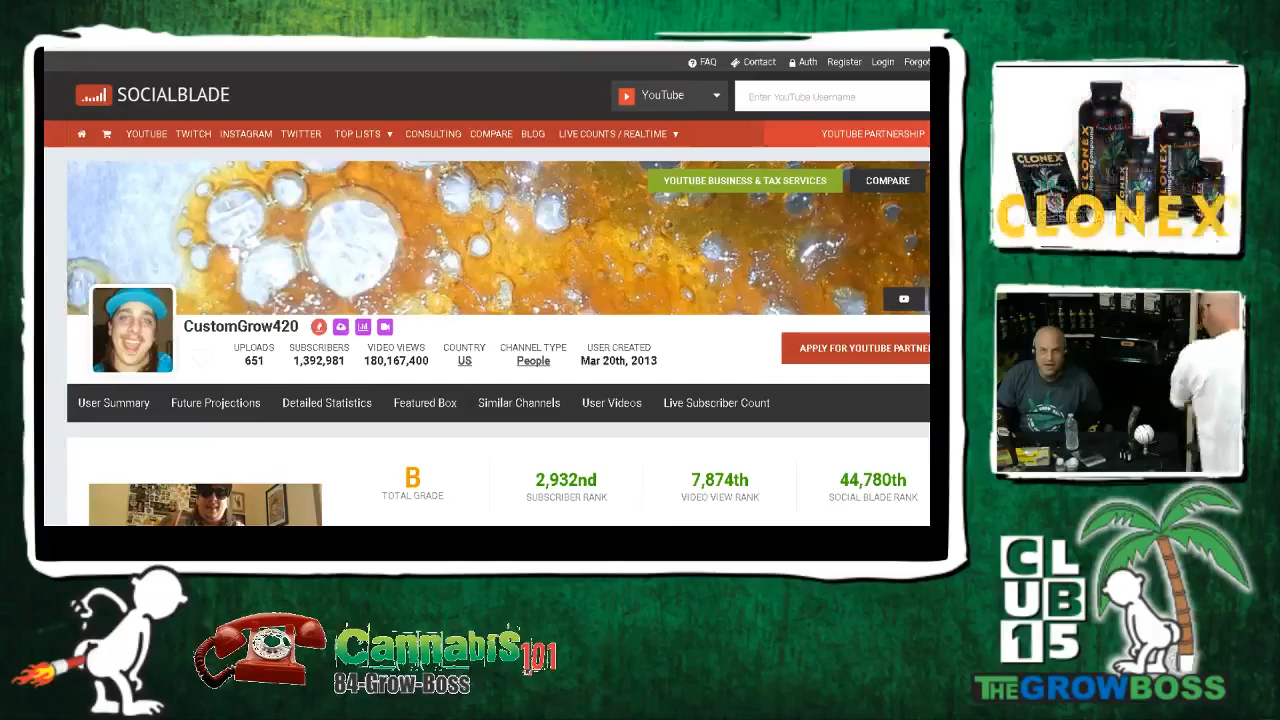 FAQ Contact Auth Register Login Forgot
SOCIALBLADE YouTube Enter YouTube Username
YOUTUBE TWITCH INSTAGRAM TWITTER TOP LISTS CONSULTING COMPARE BLOG LIVE COUNTS / REALTIME YOUTUBE PARTNERSHIP
YOUTUBE BUSINESS & TAX SERVICES COMPARE
CustomGrow420
UPLOADS SUBSCRIBERS VIDEO VIEWS COUNTRY CHANNEL TYPE USER CREATED
651 1,392,981 180,167,400 US People Mar 20th, 2013
APPLY FOR YOUTUBE PARTNE
User Summary Future Projections Detailed Statistics Featured Box Similar Channels User Videos Live Subscriber Count
B 2,932nd 7,874th 44,780th
TOTAL GRADE SUBSCRIBER RANK VIDEO VIEW RANK SOCIAL BLADE RANK
CLONEX
CLONEX
CLONEX
CLONEX
Cannabis 101
84-Grow-Boss
CL
UB
15
THEGROWBOSS